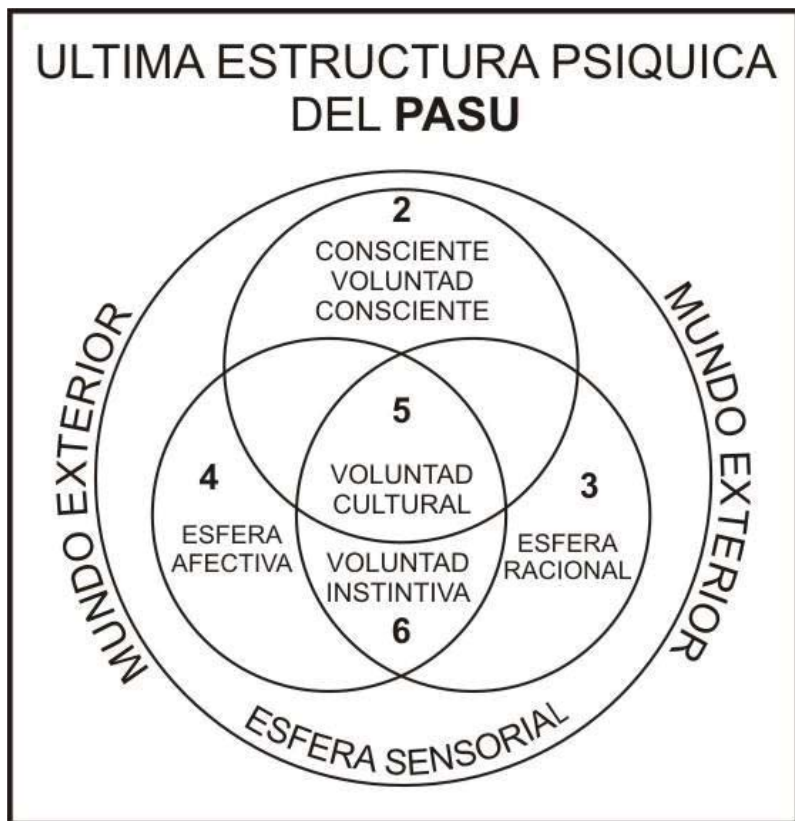 ULTIMA ESTRUCTURA PSIQUICA
DEL PASU
2
CONSCIENTE
VOLUNTAD
CONSCIENTE
MUNDO EXTERIOR
MUNDO EXTERIOR
5
VOLUNTAD
CULTURAL
4
ESFERA
AFECTIVA
3
ESFERA
RACIONAL
VOLUNTAD
INSTINTIVA
6
ESFERA SENSORIAL